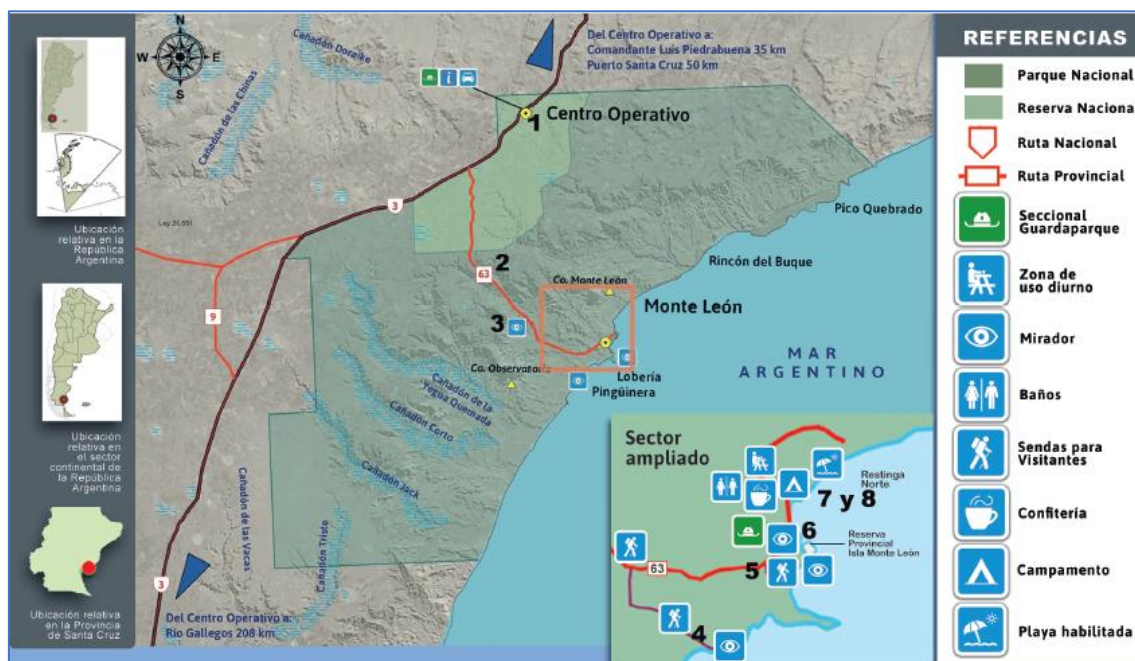 N
W
E
S
Ubicación
relativa en la
República
Argentina
Ubicación
relativa en
el sector
continental de
la República
Argentina
Ubicación relativa
en la Provincia
de Santa Cruz
Cañadón Doraike
Cañadón de las Chinas
Del Centro Operativo a:
Comandante Luis Piedrabuena 35 km
Puerto Santa Cruz 50 km
1
Centro Operativo
3
Ley 26.891
Pico Quebrado
Rincón del Buque
2
63
Co. Monte León
Monte León
3
9
Co. Observatorio
Lobería
Pingüinera
MAR
ARGENTINO
Cañadón de la
Yegua Quemada
Cañadón Corto
Cañadón Jack
Cañadón de las Vacas
Cañadón Tristo
3
Del Centro Operativo a:
Río Gallegos 208 km
Sector
ampliado
Restinga
Norte
7 y 8
6
Reserva
Provincial
Isla Monte León
63
5
4
REFERENCIAS
Parque Nacional
Reserva Naciona
Ruta Nacional
Ruta Provincial
Seccional
Guardaparque
Zona de
uso diurno
Mirador
Baños
Sendas para
Visitantes
Confitería
Campamento
Playa habilitada